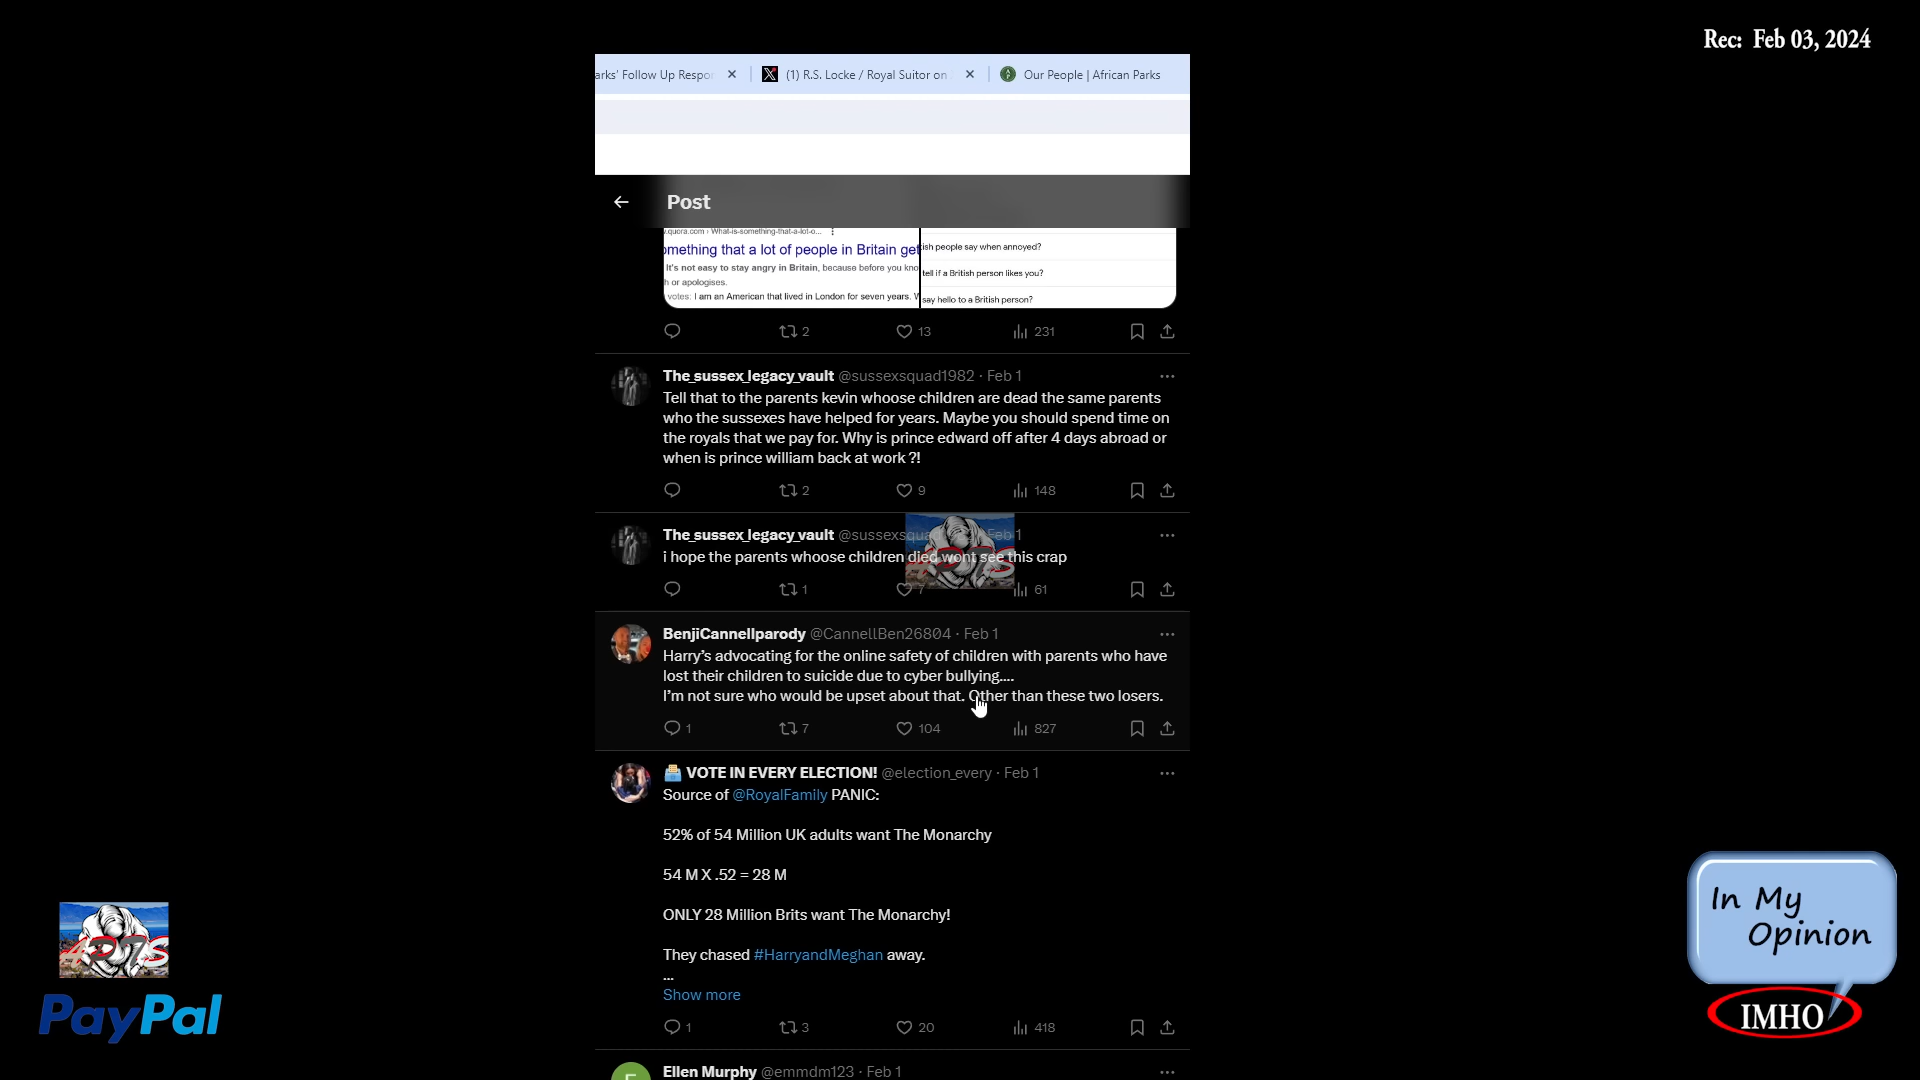 Rec: Feb 03, 2024
arks' Follow Up Respo
(1) R.S. Locke / Royal Suitor on
Our People | African Parks
Post
.quora.com › What-is-something-that-a-lot-o...
omething that a lot of people in Britain get
It's not easy to stay angry in Britain, because before you kno
h or apologises.
votes: I am an American that lived in London for seven years. W
ish people say when annoyed?
tell if a British person likes you?
say hello to a British person?
2 13 231
The_sussex_legacy_vault @sussexsquad1982 · Feb 1
Tell that to the parents kevin whoose children are dead the same parents
who the sussexes have helped for years. Maybe you should spend time on
the royals that we pay for. Why is prince edward off after 4 days abroad or
when is prince william back at work ?!
2 9 148
The_sussex_legacy_vault @sussexsqua Feb 1
i hope the parents whoose children died wont see this crap
1 7 61
BenjiCannellparody @CannellBen26804 · Feb 1
Harry's advocating for the online safety of children with parents who have
lost their children to suicide due to cyber bullying....
I'm not sure who would be upset about that. Other than these two losers.
1 7 104 827
VOTE IN EVERY ELECTION! @election_every · Feb 1
Source of @RoyalFamily PANIC:
52% of 54 Million UK adults want The Monarchy
54 M X .52 = 28 M
ONLY 28 Million Brits want The Monarchy!
They chased #HarryandMeghan away.
...
Show more
1 3 20 418
Ellen Murphy @emmdm123 · Feb 1
E
PayPal
In My
Opinion
IMHO